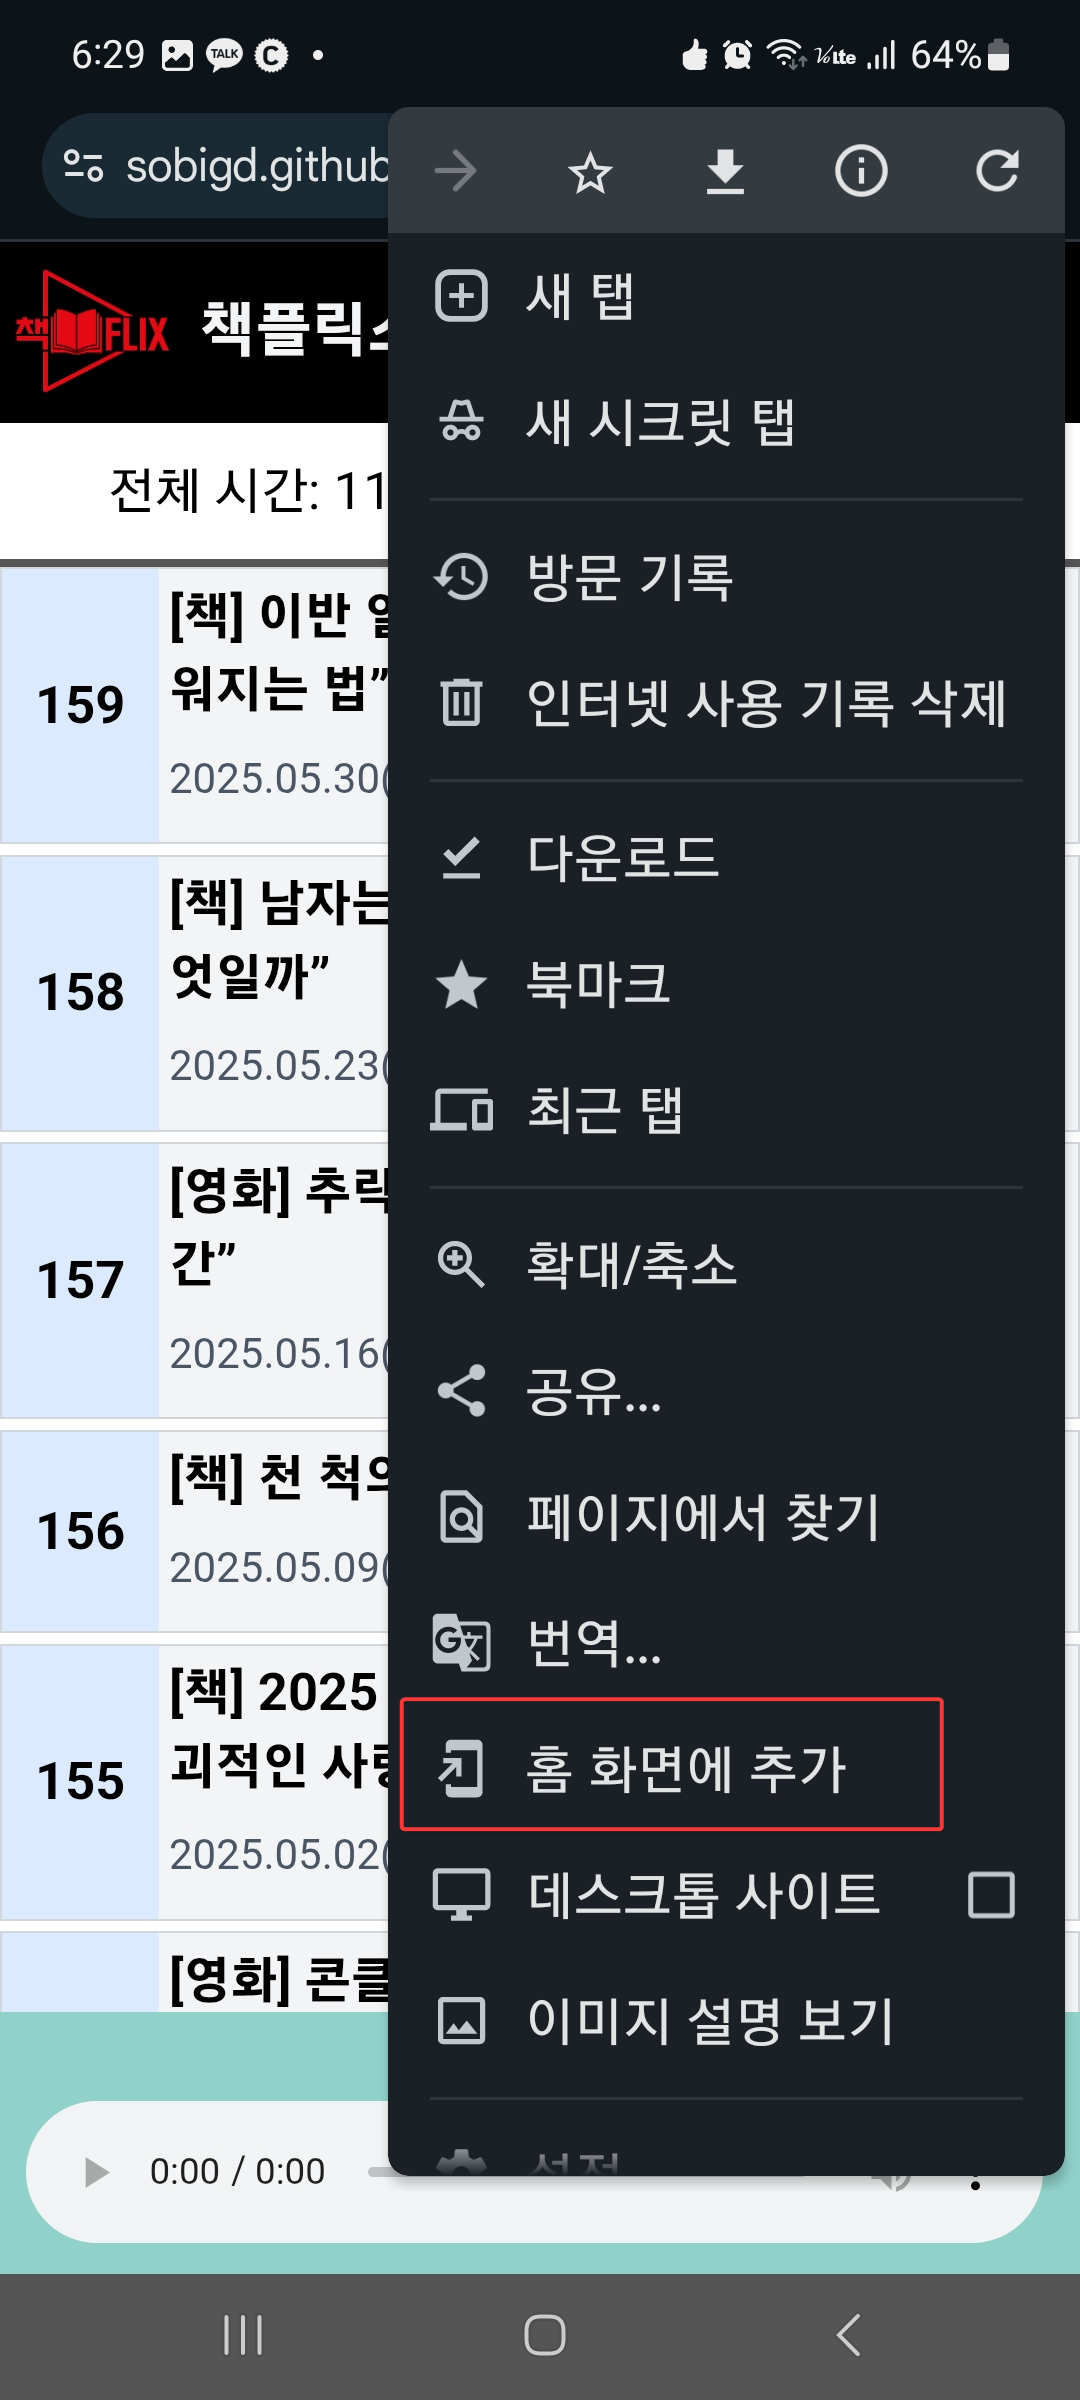 6:29 TALK C 64%
sobigd.github
새 탭
새 시크릿 탭
방문 기록
인터넷 사용 기록 삭제
다운로드
북마크
최근 탭
확대/축소
공유...
페이지에서 찾기
번역...
홈 화면에 추가
데스크톱 사이트
이미지 설명 보기
설정
책FLIX 책플릭스
전체 시간: 11
159
[책] 이반
워지는 법”
2025.05.30(
158
[책] 남자는
엇일까”
2025.05.23(
157
[영화] 추락
간”
2025.05.16(
156
[책] 천 척의
2025.05.09(
155
[책] 2025
괴적인 사랑
2025.05.02(
[영화] 콘클
0:00 / 0:00